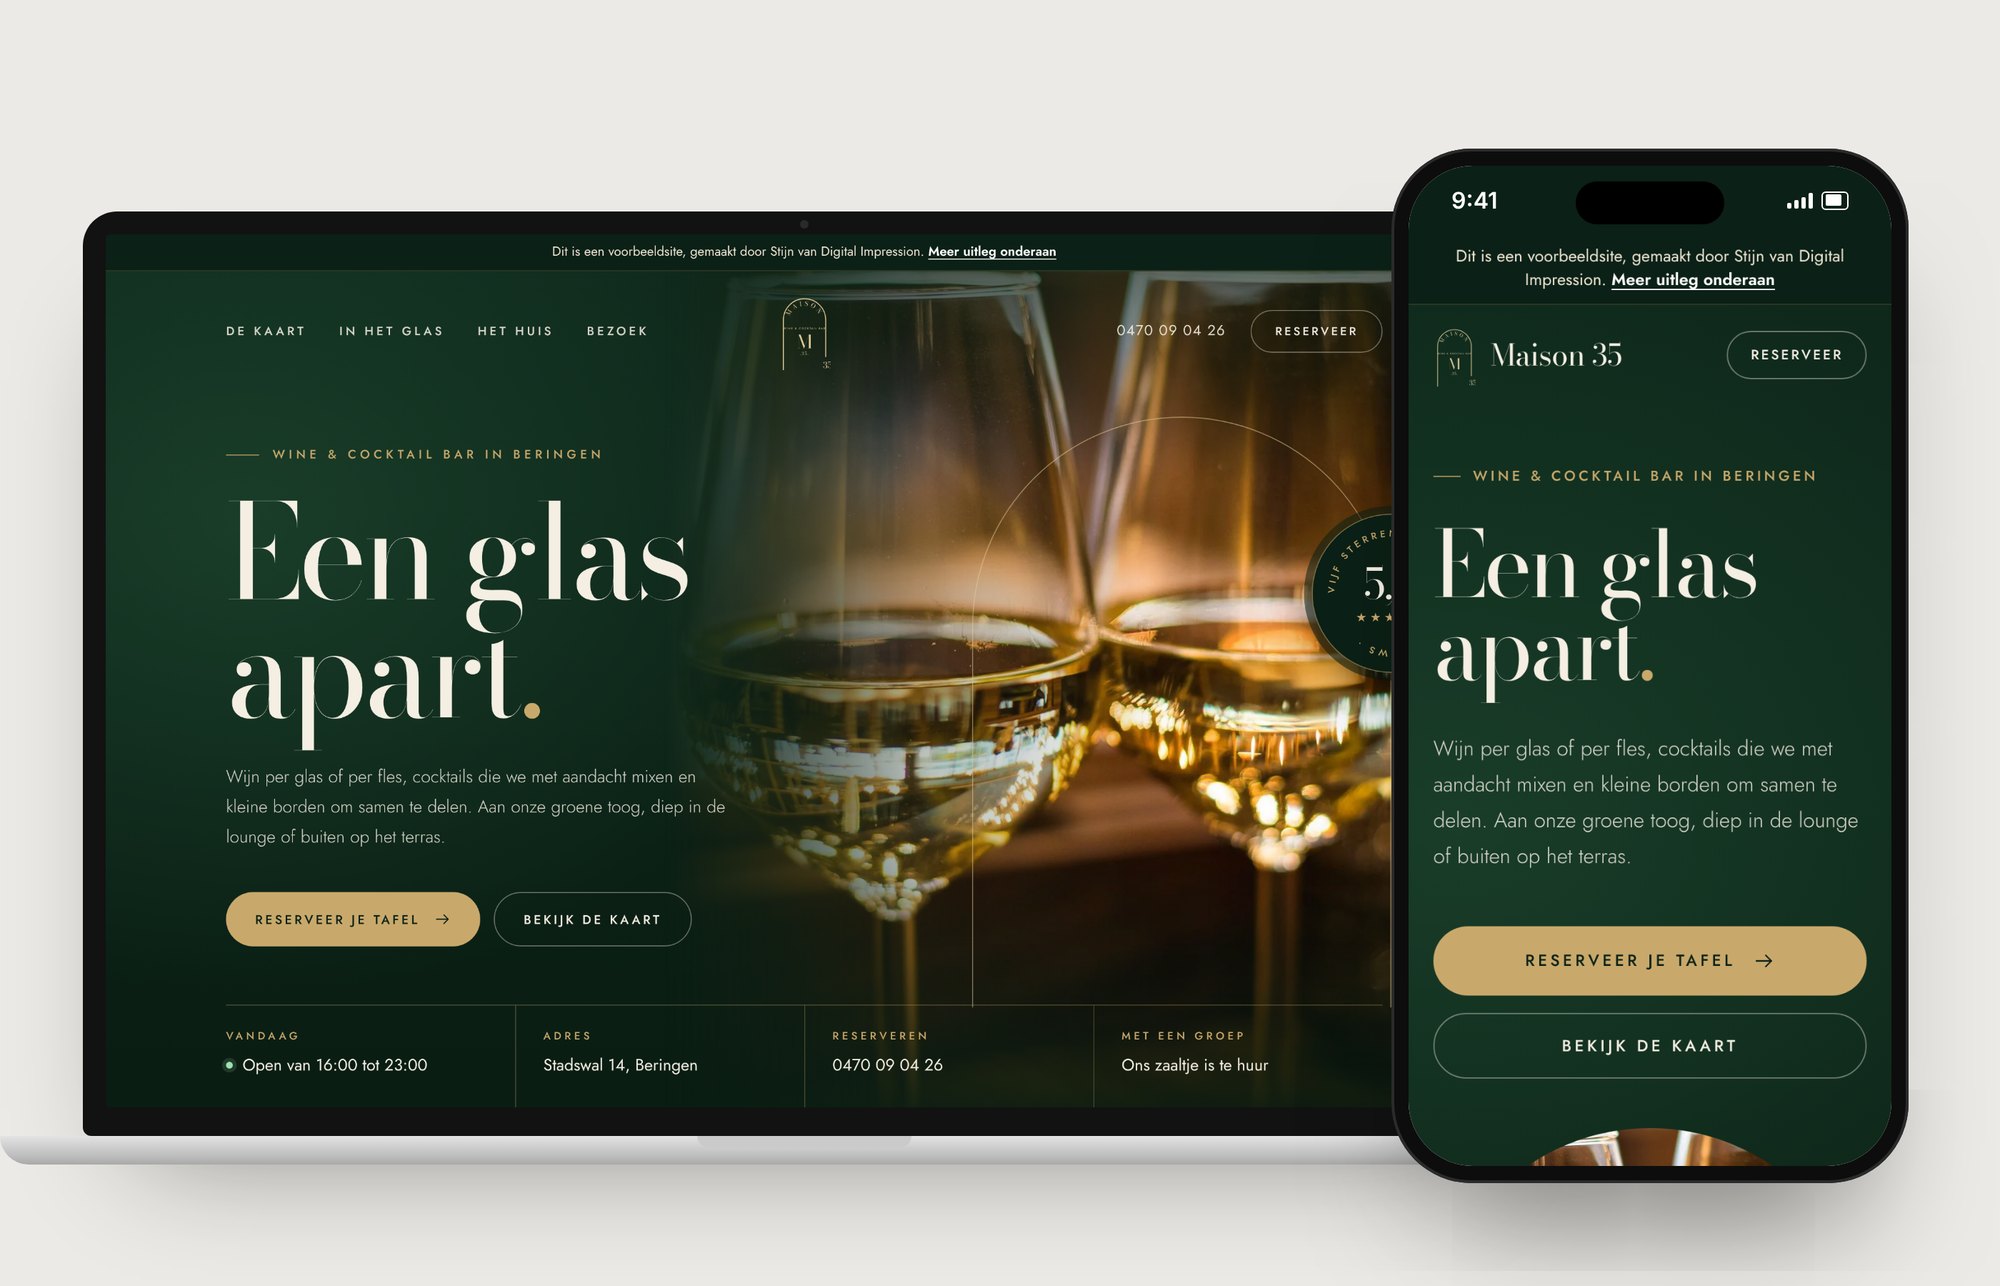 Dit is een voorbeeldsite, gemaakt door Stijn van Digital Impression. Meer uitleg onderaan
DE KAART IN HET GLAS HET HUIS BEZOEK
MAISON
M
35
0470 09 04 26 RESERVEER
WINE & COCKTAIL BAR IN BERINGEN
Een glas
apart.
Wijn per glas of per fles, cocktails die we met aandacht mixen en
kleine borden om samen te delen. Aan onze groene toog, diep in de
lounge of buiten op het terras.
RESERVEER JE TAFEL → BEKIJK DE KAART
VIJF STERREN
5.
★★★
VANDAAG
Open van 16:00 tot 23:00
ADRES
Stadswal 14, Beringen
RESERVEREN
0470 09 04 26
MET EEN GROEP
Ons zaaltje is te huur
9:41
Dit is een voorbeeldsite, gemaakt door Stijn van Digital
Impression. Meer uitleg onderaan
MAISON
M
35
Maison 35
RESERVEER
WINE & COCKTAIL BAR IN BERINGEN
Een glas
apart.
Wijn per glas of per fles, cocktails die we met
aandacht mixen en kleine borden om samen te
delen. Aan onze groene toog, diep in de lounge
of buiten op het terras.
RESERVEER JE TAFEL →
BEKIJK DE KAART